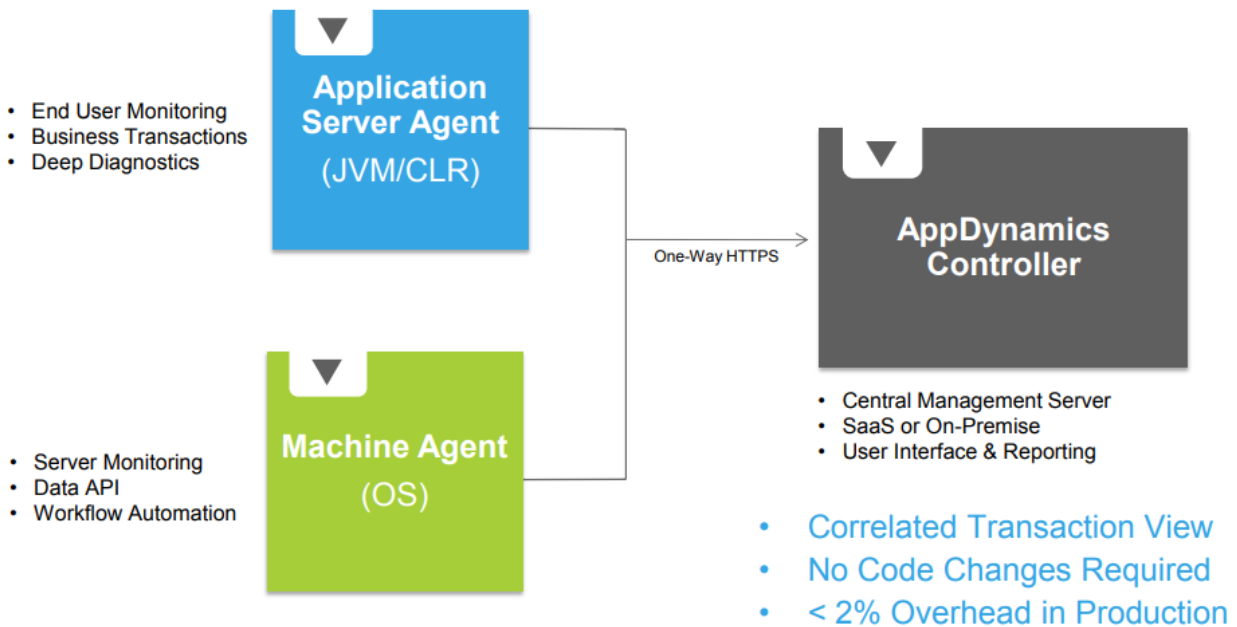 • End User Monitoring
• Business Transactions
• Deep Diagnostics
Application
Server Agent
(JVM/CLR)
One-Way HTTPS
AppDynamics
Controller
• Central Management Server
• SaaS or On-Premise
• User Interface & Reporting
• Server Monitoring
• Data API
• Workflow Automation
Machine Agent
(OS)
• Correlated Transaction View
• No Code Changes Required
• < 2% Overhead in Production